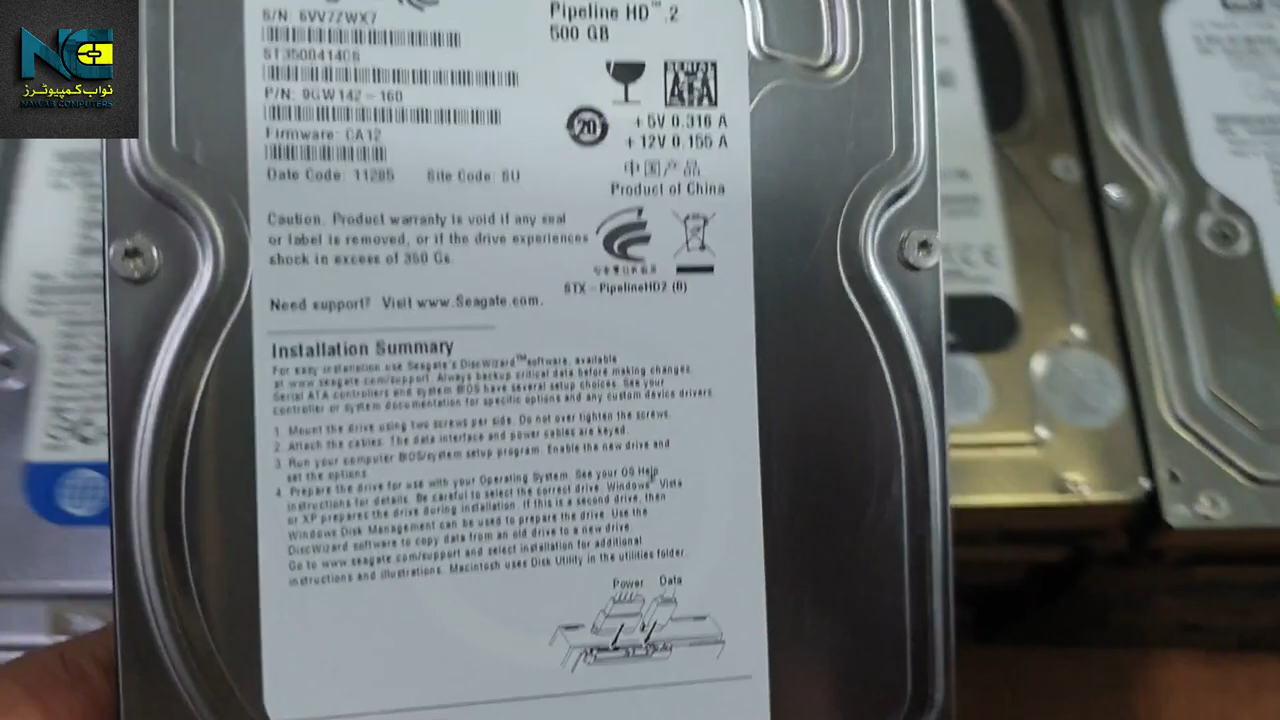 نواب کمپیوٹرز
NAWAB COMPUTERS
S/N: 6VV7ZWX7
ST3500414CS
P/N: 9GW142-160
Firmware: CA12
Date Code: 11285 Site Code: SU
Pipeline HD™.2
500 GB
SERIAL
ATA
20
+5V 0.316 A
+12V 0.155 A
中国产品
Product of China
Caution. Product warranty is void if any seal
or label is removed, or if the drive experiences
shock in excess of 350 Gs.
STX - PipelineHD2 (B)
Need support? Visit www.Seagate.com.
Installation Summary
For easy installation use Seagate's DiscWizard™ software, available
at www.seagate.com/support. Always backup critical data before making changes.
Serial ATA controllers and system BIOS have several setup choices. See your
controller or system documentation for specific options and any custom device drivers.
1. Mount the drive using two screws per side. Do not over tighten the screws.
2. Attach the cables. The data interface and power cables are keyed.
3. Run your computer BIOS/system setup program. Enable the new drive and
set the options.
4. Prepare the drive for use with your Operating System. See your OS Help
instructions for details. Be careful to select the correct drive. Windows® Vista
or XP prepares the drive during installation. If this is a second drive, then
Windows Disk Management can be used to prepare the drive. Use the
DiscWizard software to copy data from an old drive to a new drive.
Go to www.seagate.com/support and select installation for additional
instructions and illustrations. Macintosh uses Disk Utility in the utilities folder.
Power Data